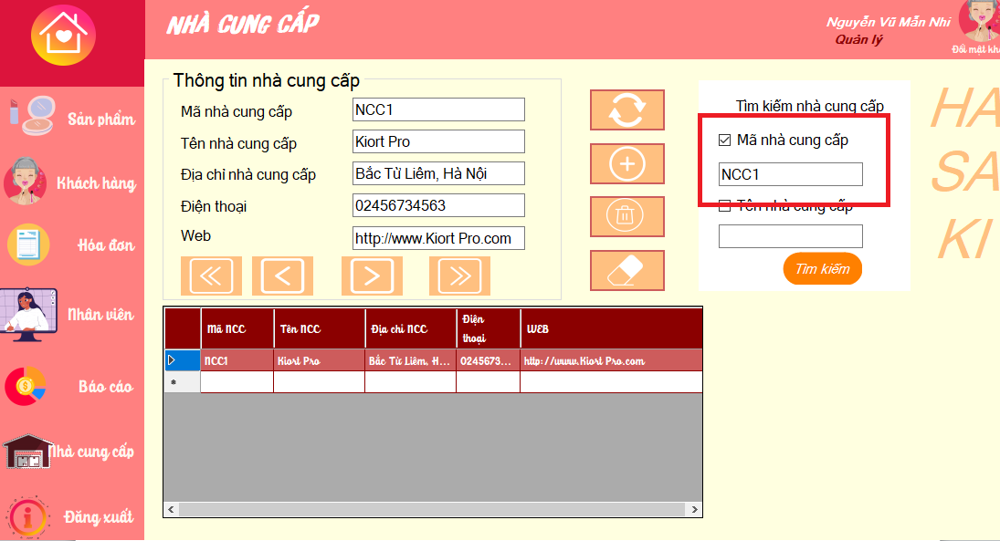 NHÀ CUNG CẤP
Nguyễn Vũ Mẫn Nhi
Quản lý
Đổi mật kh
Sản phẩm
Khách hàng
Hóa đơn
Nhân viên
Báo cáo
Nhà cung cấp
Đăng xuất
Thông tin nhà cung cấp
Mã nhà cung cấp NCC1
Tên nhà cung cấp Kiort Pro
Địa chỉ nhà cung cấp Bắc Từ Liêm, Hà Nội
Điện thoại 02456734563
Web http://www.Kiort Pro.com
Tìm kiếm nhà cung cấp
Mã nhà cung cấp
NCC1
Tên nhà cung cấp
Tìm kiếm
HA
SA
KI
Mã NCC Tên NCC Địa chỉ NCC Điện thoại WEB
NCC1 Kiort Pro Bắc Từ Liêm, H... 0245673... http://www.Kiort Pro.com